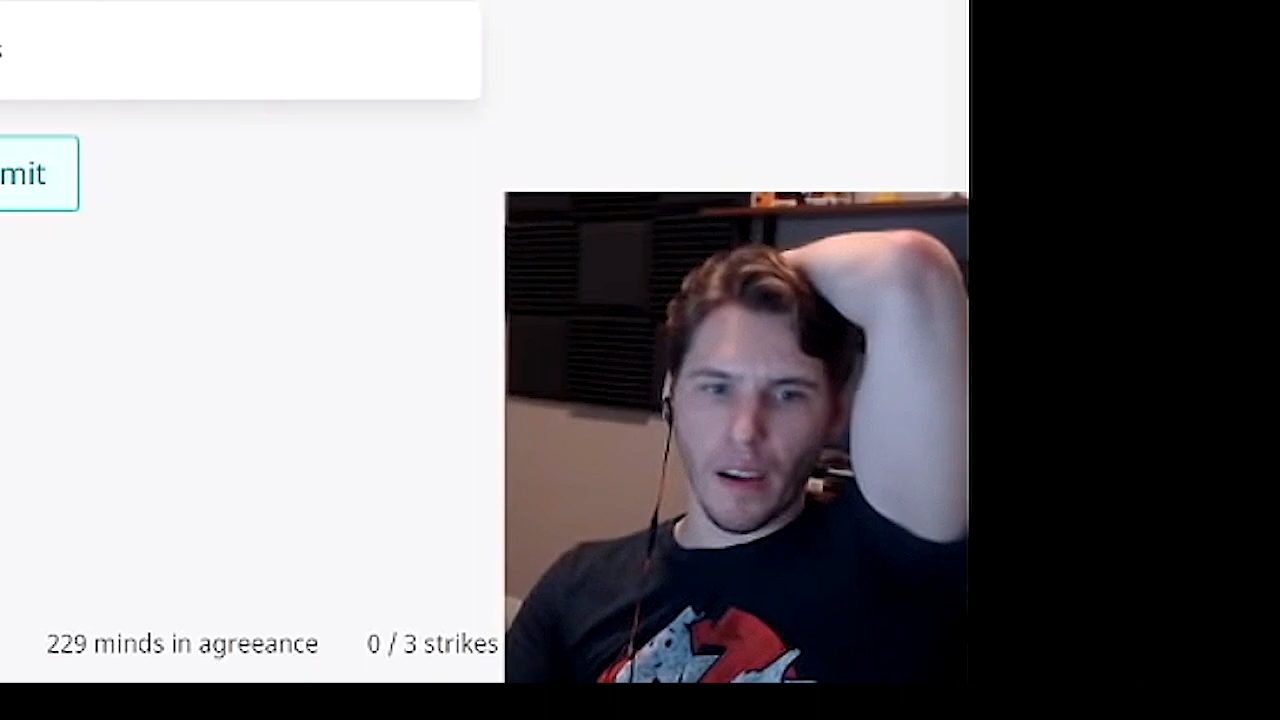 s
mit
229 minds in agreeance
0 / 3 strikes